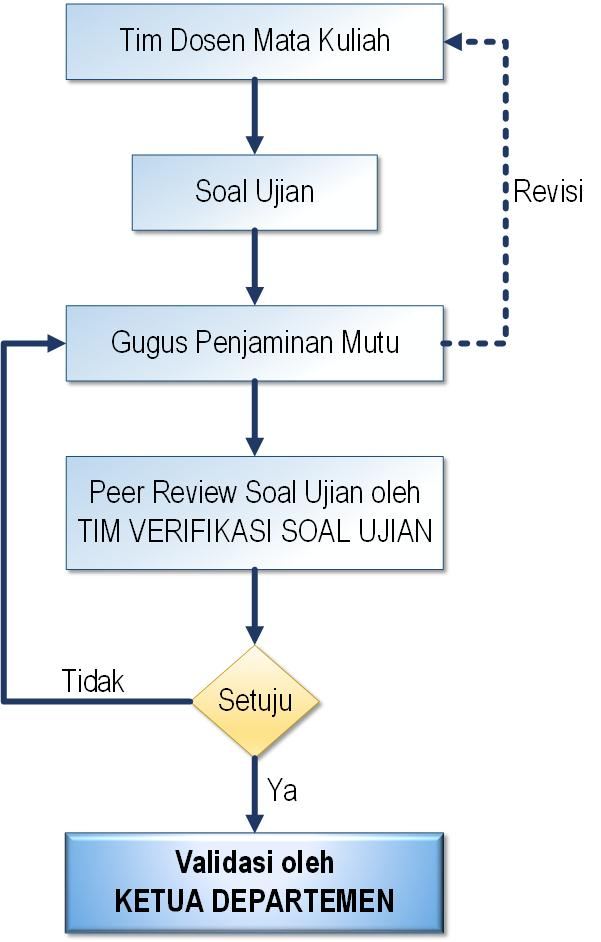 Tim Dosen Mata Kuliah
Soal Ujian
Revisi
Gugus Penjaminan Mutu
Peer Review Soal Ujian oleh
TIM VERIFIKASI SOAL UJIAN
Tidak
Setuju
Ya
Validasi oleh
KETUA DEPARTEMEN